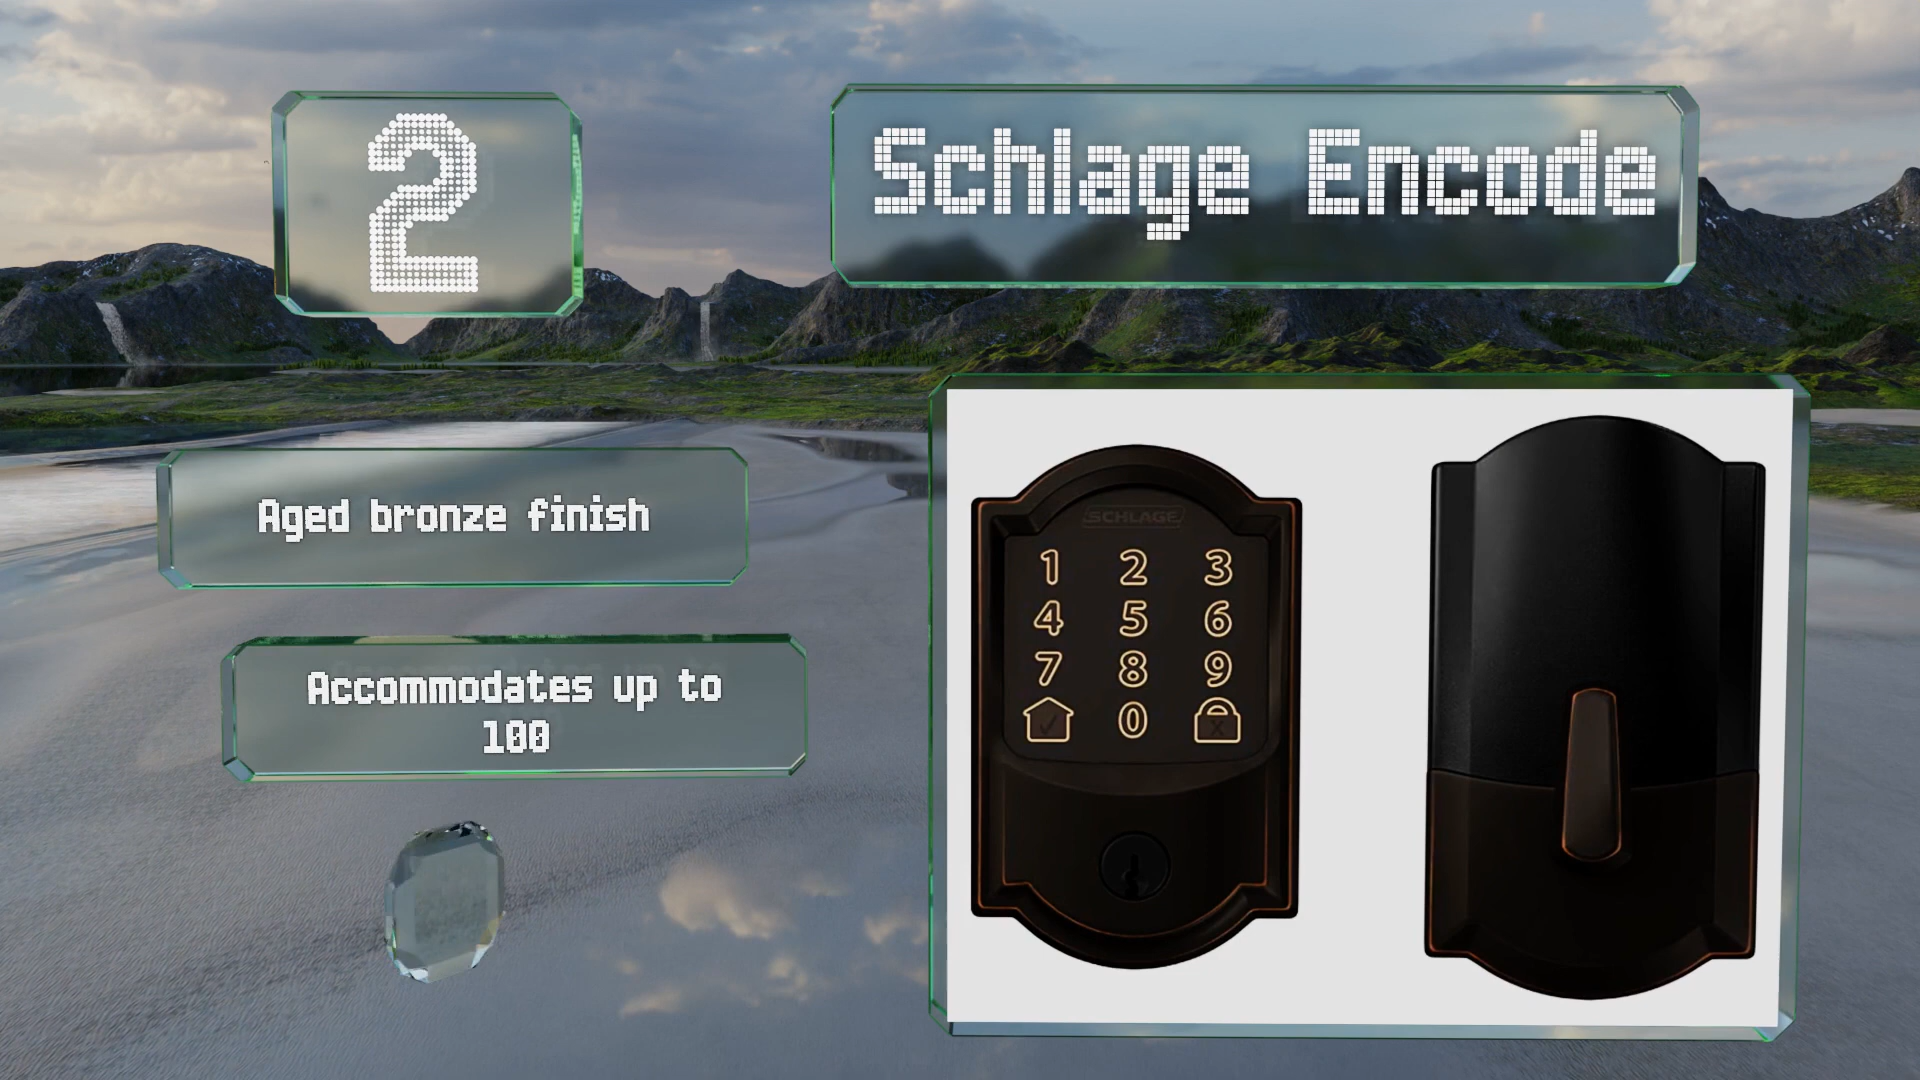 2
Schlage Encode
Aged bronze finish
Accommodates up to
100
SCHLAGE
1 2 3
4 5 6
7 8 9
0